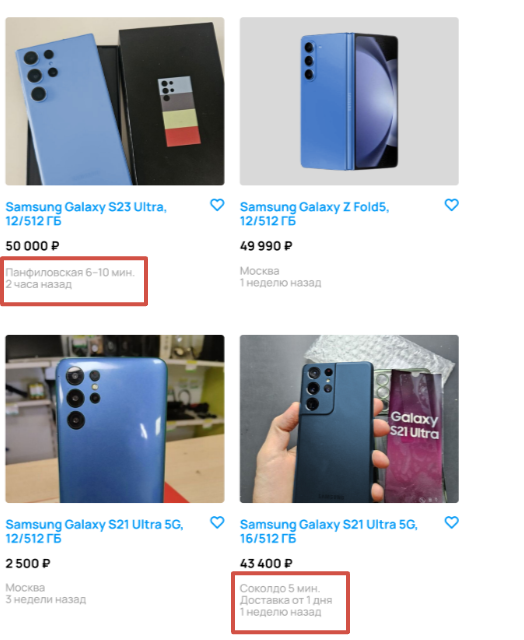 Samsung Galaxy S23 Ultra,
12/512 ГБ
50 000 ₽
Панфиловская 6–10 мин.
2 часа назад
Samsung Galaxy Z Fold5,
12/512 ГБ
49 990 ₽
Москва
1 неделю назад
Samsung Galaxy S21 Ultra 5G,
12/512 ГБ
2 500 ₽
Москва
3 недели назад
Galaxy
S21 Ultra
Samsung Galaxy S21 Ultra 5G,
16/512 ГБ
43 400 ₽
Соколдо 5 мин.
Доставка от 1 дня
1 неделю назад